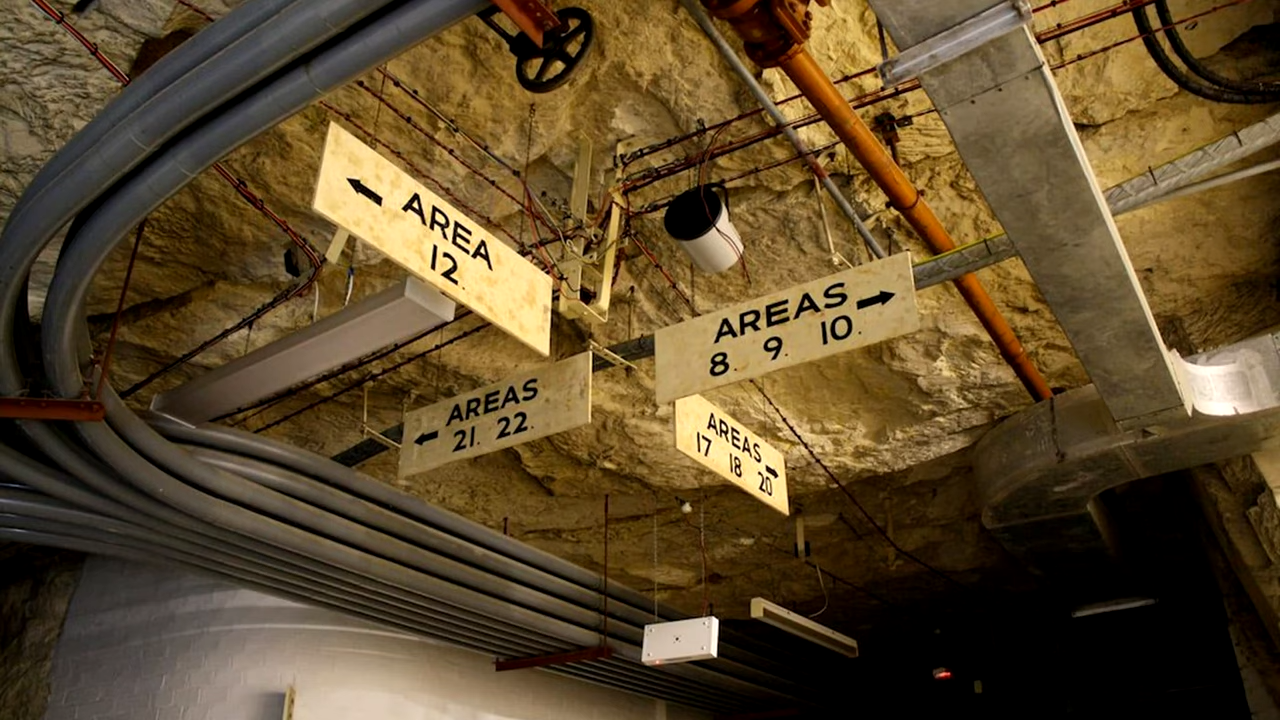 ← AREA
12.
AREAS →
8. 9. 10.
← AREAS
21. 22.
AREAS →
17 18 20